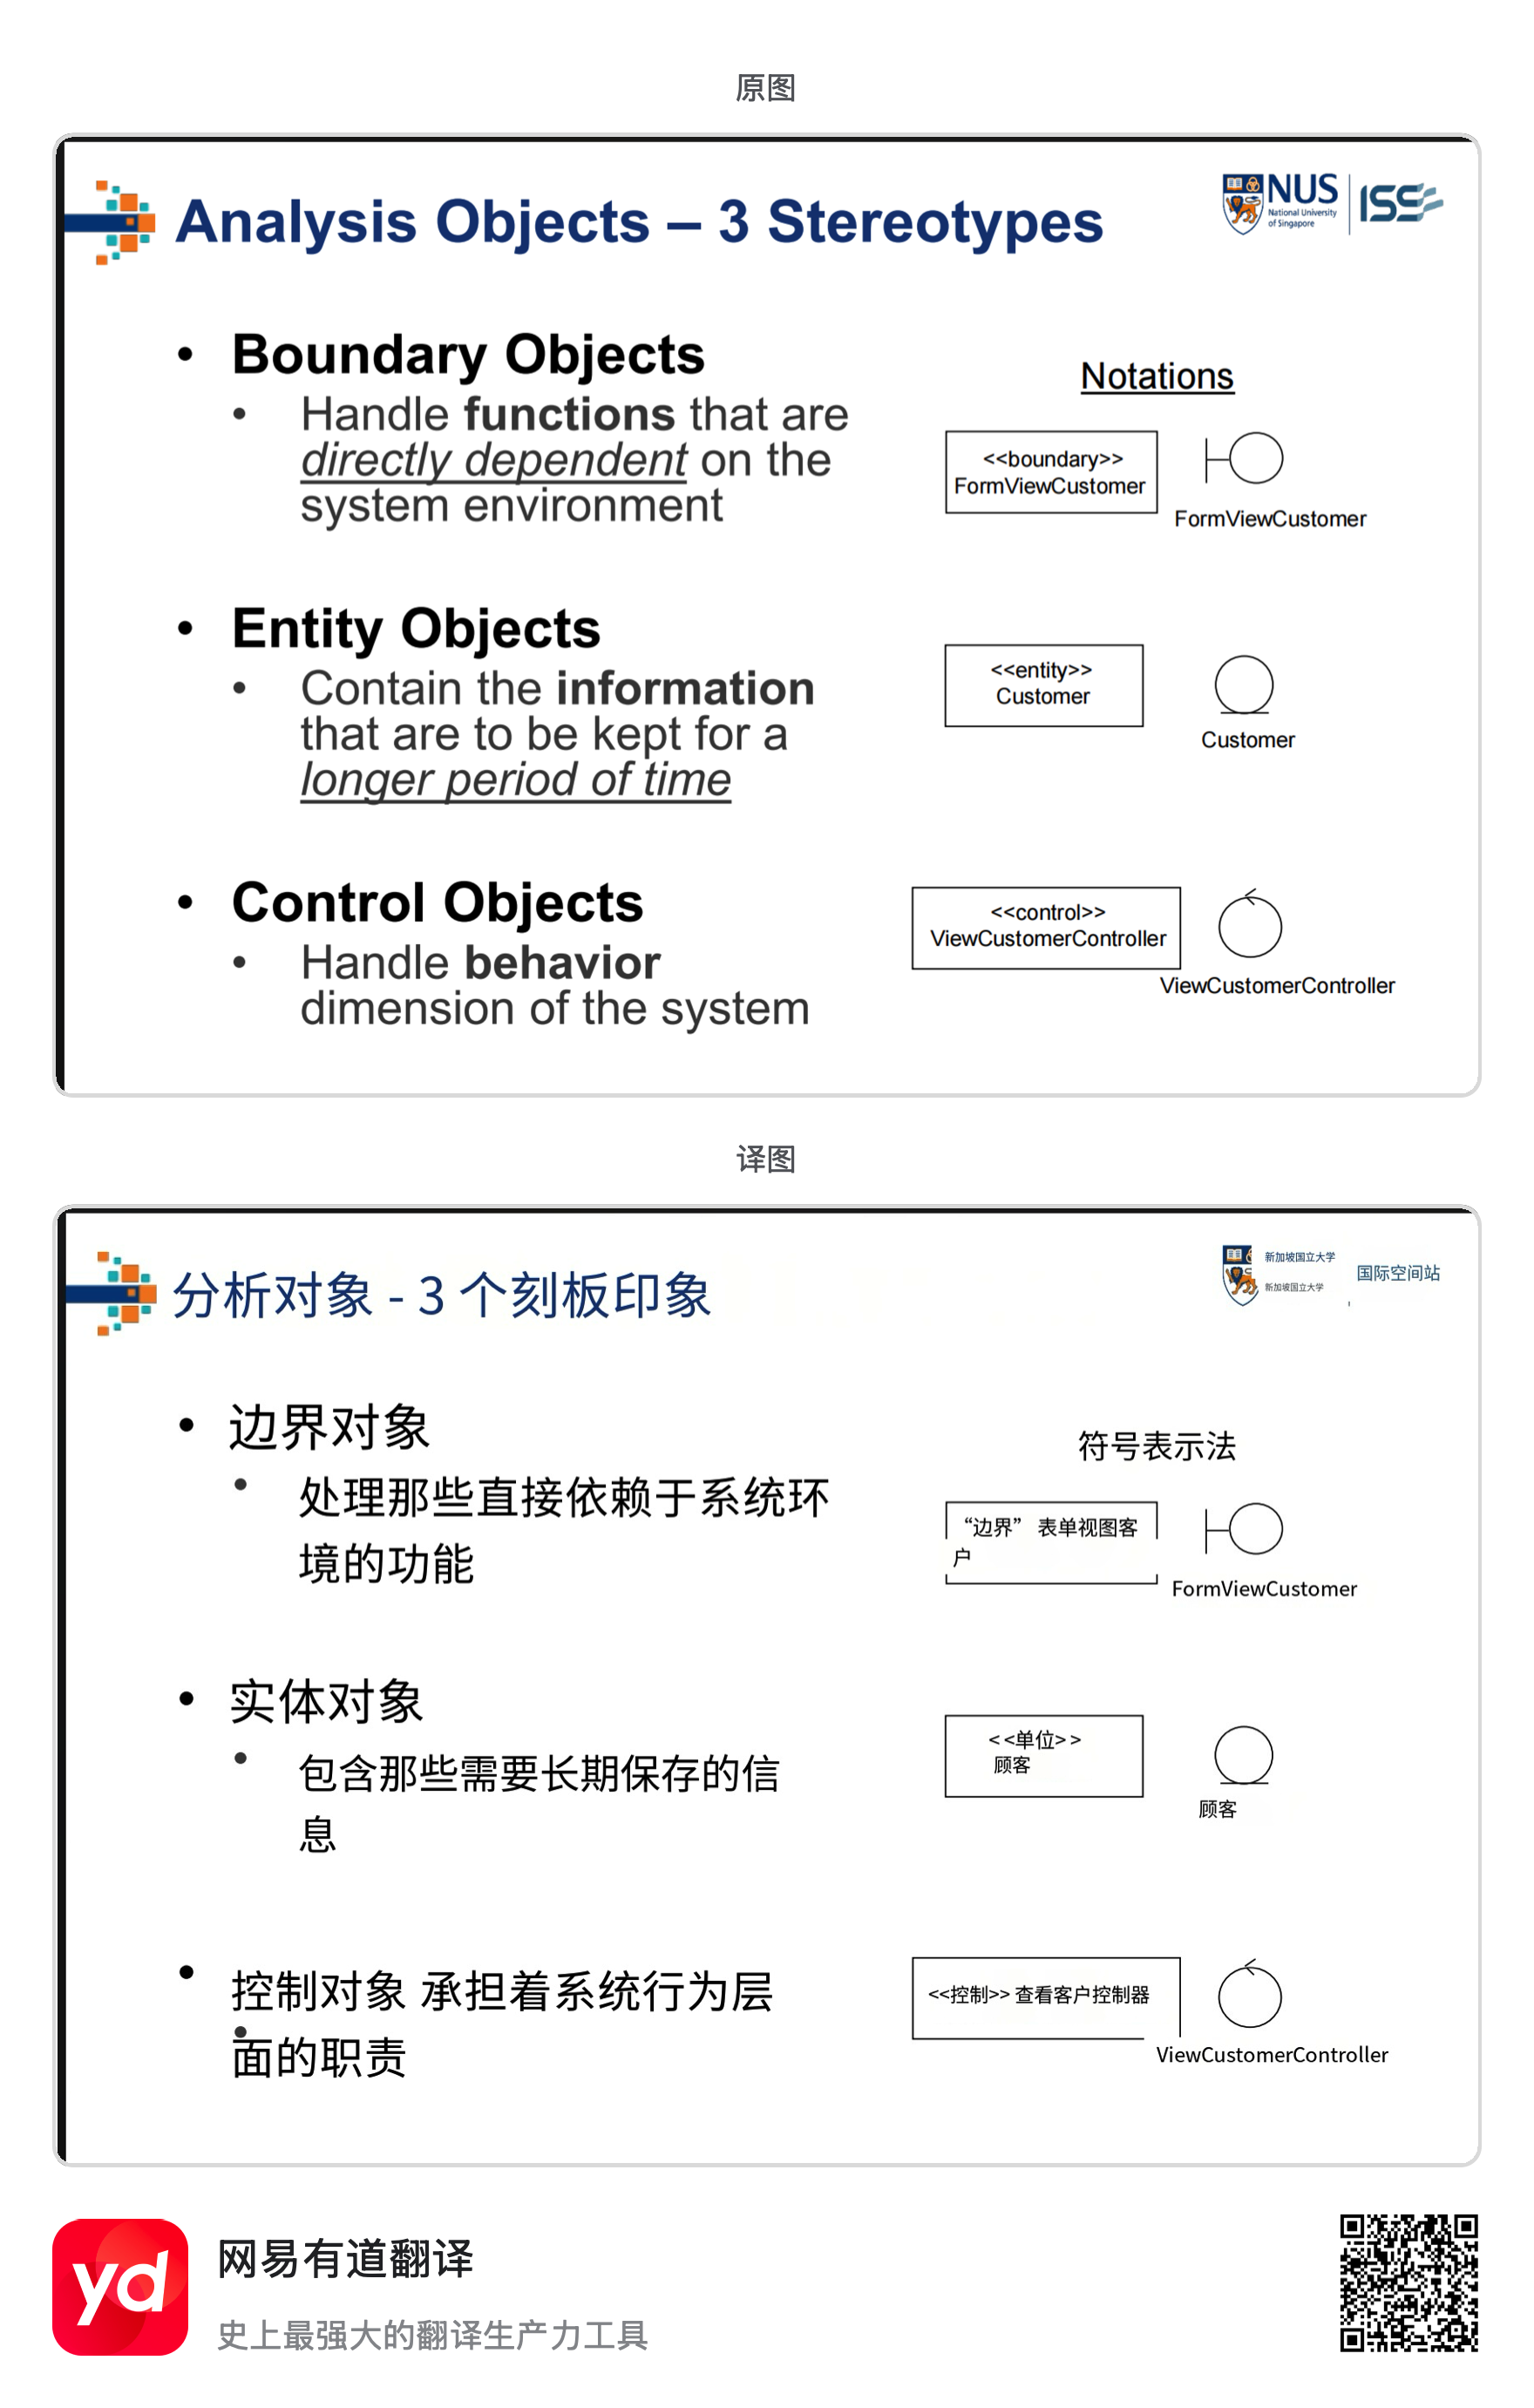 原图
Analysis Objects – 3 Stereotypes
NUS
National University
of Singapore
ISS
• Boundary Objects
• Handle functions that are
directly dependent on the
system environment
Notations
<<boundary>>
FormViewCustomer
FormViewCustomer
• Entity Objects
• Contain the information
that are to be kept for a
longer period of time
<<entity>>
Customer
Customer
• Control Objects
• Handle behavior
dimension of the system
<<control>>
ViewCustomerController
ViewCustomerController
译图
分析对象 - 3 个刻板印象
新加坡国立大学
新加坡国立大学
国际空间站
• 边界对象
• 处理那些直接依赖于系统环
境的功能
符号表示法
“边界” 表单视图客
户
FormViewCustomer
• 实体对象
• 包含那些需要长期保存的信
息
<<单位>>
顾客
顾客
• 控制对象 承担着系统行为层
• 面的职责
<<控制>> 查看客户控制器
ViewCustomerController
yd
网易有道翻译
史上最强大的翻译生产力工具